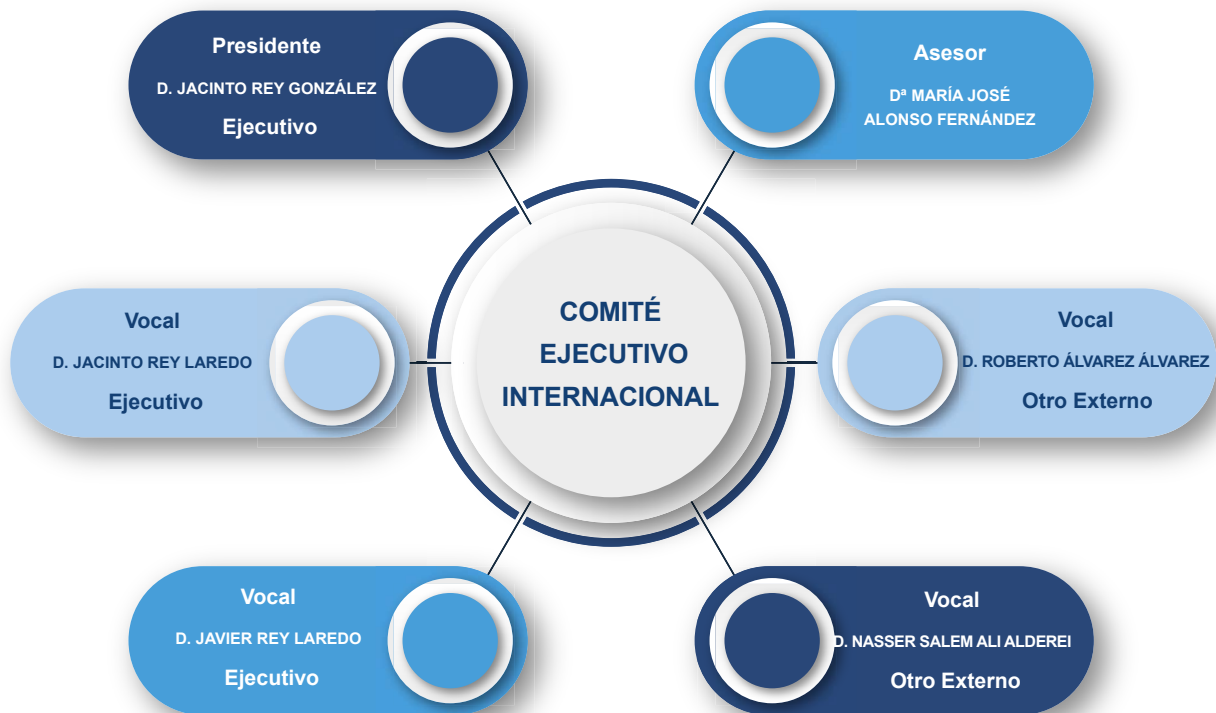 Presidente
D. JACINTO REY GONZÁLEZ
Ejecutivo
Asesor
Dª MARÍA JOSÉ
ALONSO FERNÁNDEZ
Vocal
D. JACINTO REY LAREDO
Ejecutivo
COMITÉ
EJECUTIVO
INTERNACIONAL
Vocal
D. ROBERTO ÁLVAREZ ÁLVAREZ
Otro Externo
Vocal
D. JAVIER REY LAREDO
Ejecutivo
Vocal
D. NASSER SALEM ALI ALDEREI
Otro Externo